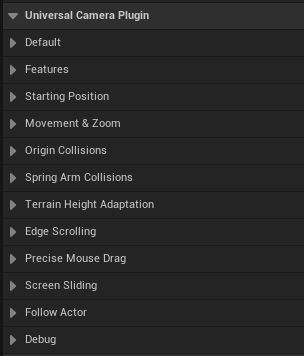 Universal Camera Plugin
Default
Features
Starting Position
Movement & Zoom
Origin Collisions
Spring Arm Collisions
Terrain Height Adaptation
Edge Scrolling
Precise Mouse Drag
Screen Sliding
Follow Actor
Debug